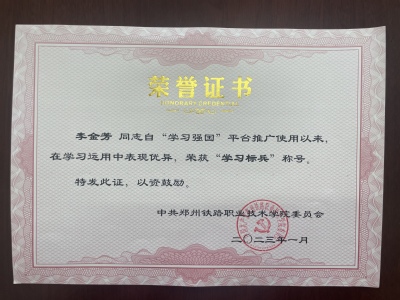 荣誉证书
HONORARY CREDENTIAL
李金芳 同志自“学习强国”平台推广使用以来，
在学习运用中表现优异，荣获“学习标兵”称号。
特发此证，以资鼓励。
中共郑州铁路职业技术学院委员会
二〇二三年一月